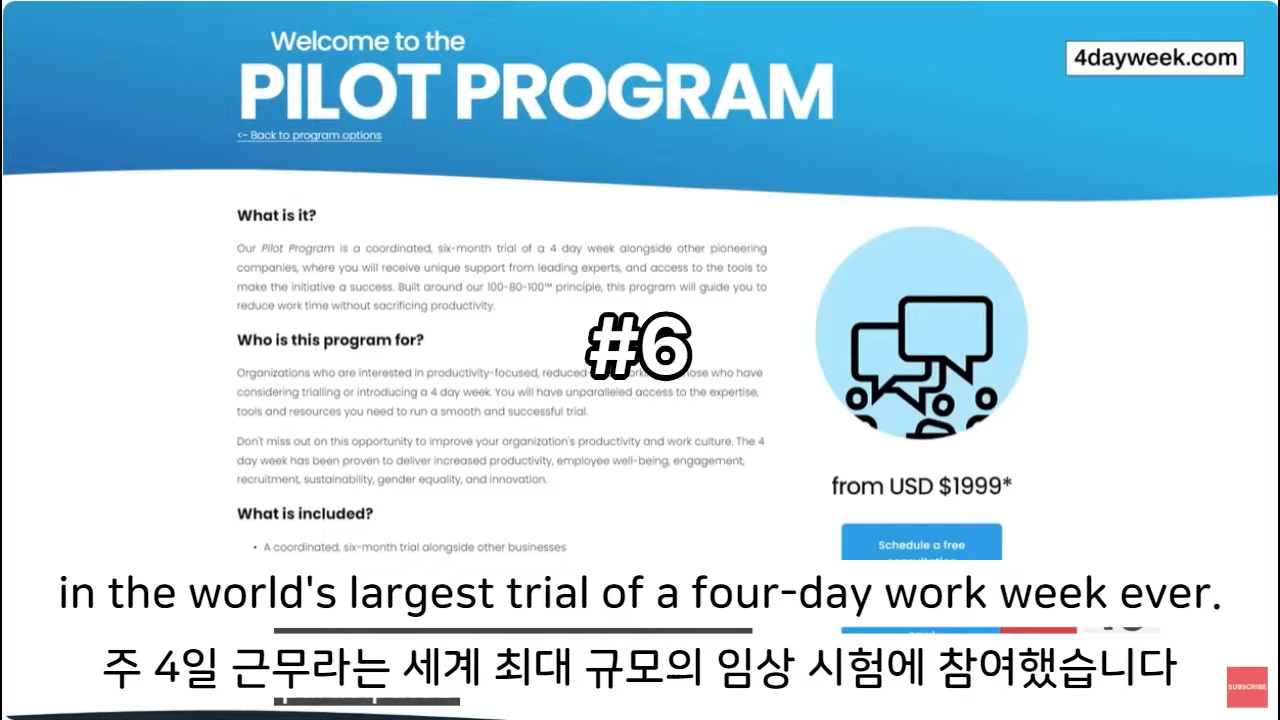 Welcome to the
PILOT PROGRAM
4dayweek.com
<- Back to program options
What is it?
Our Pilot Program is a coordinated, six-month trial of a 4 day week alongside other pioneering
companies, where you will receive unique support from leading experts, and access to the tools to
make the initiative a success. Built around our 100-80-100™ principle, this program will guide you to
reduce work time without sacrificing productivity.
#6
Who is this program for?
Organizations who are interested in productivity-focused, reduced who have
considering trialling or introducing a 4 day week. You will have unparalleled access to the expertise,
tools and resources you need to run a smooth and successful trial.
Don't miss out on this opportunity to improve your organization's productivity and work culture. The 4
day week has been proven to deliver increased productivity, employee well-being, engagement,
recruitment, sustainability, gender equality, and innovation.
from USD $1999*
What is included?
• A coordinated, six-month trial alongside other businesses
Schedule a free
in the world's largest trial of a four-day work week ever.
주 4일 근무라는 세계 최대 규모의 임상 시험에 참여했습니다
SUBSCRIBE